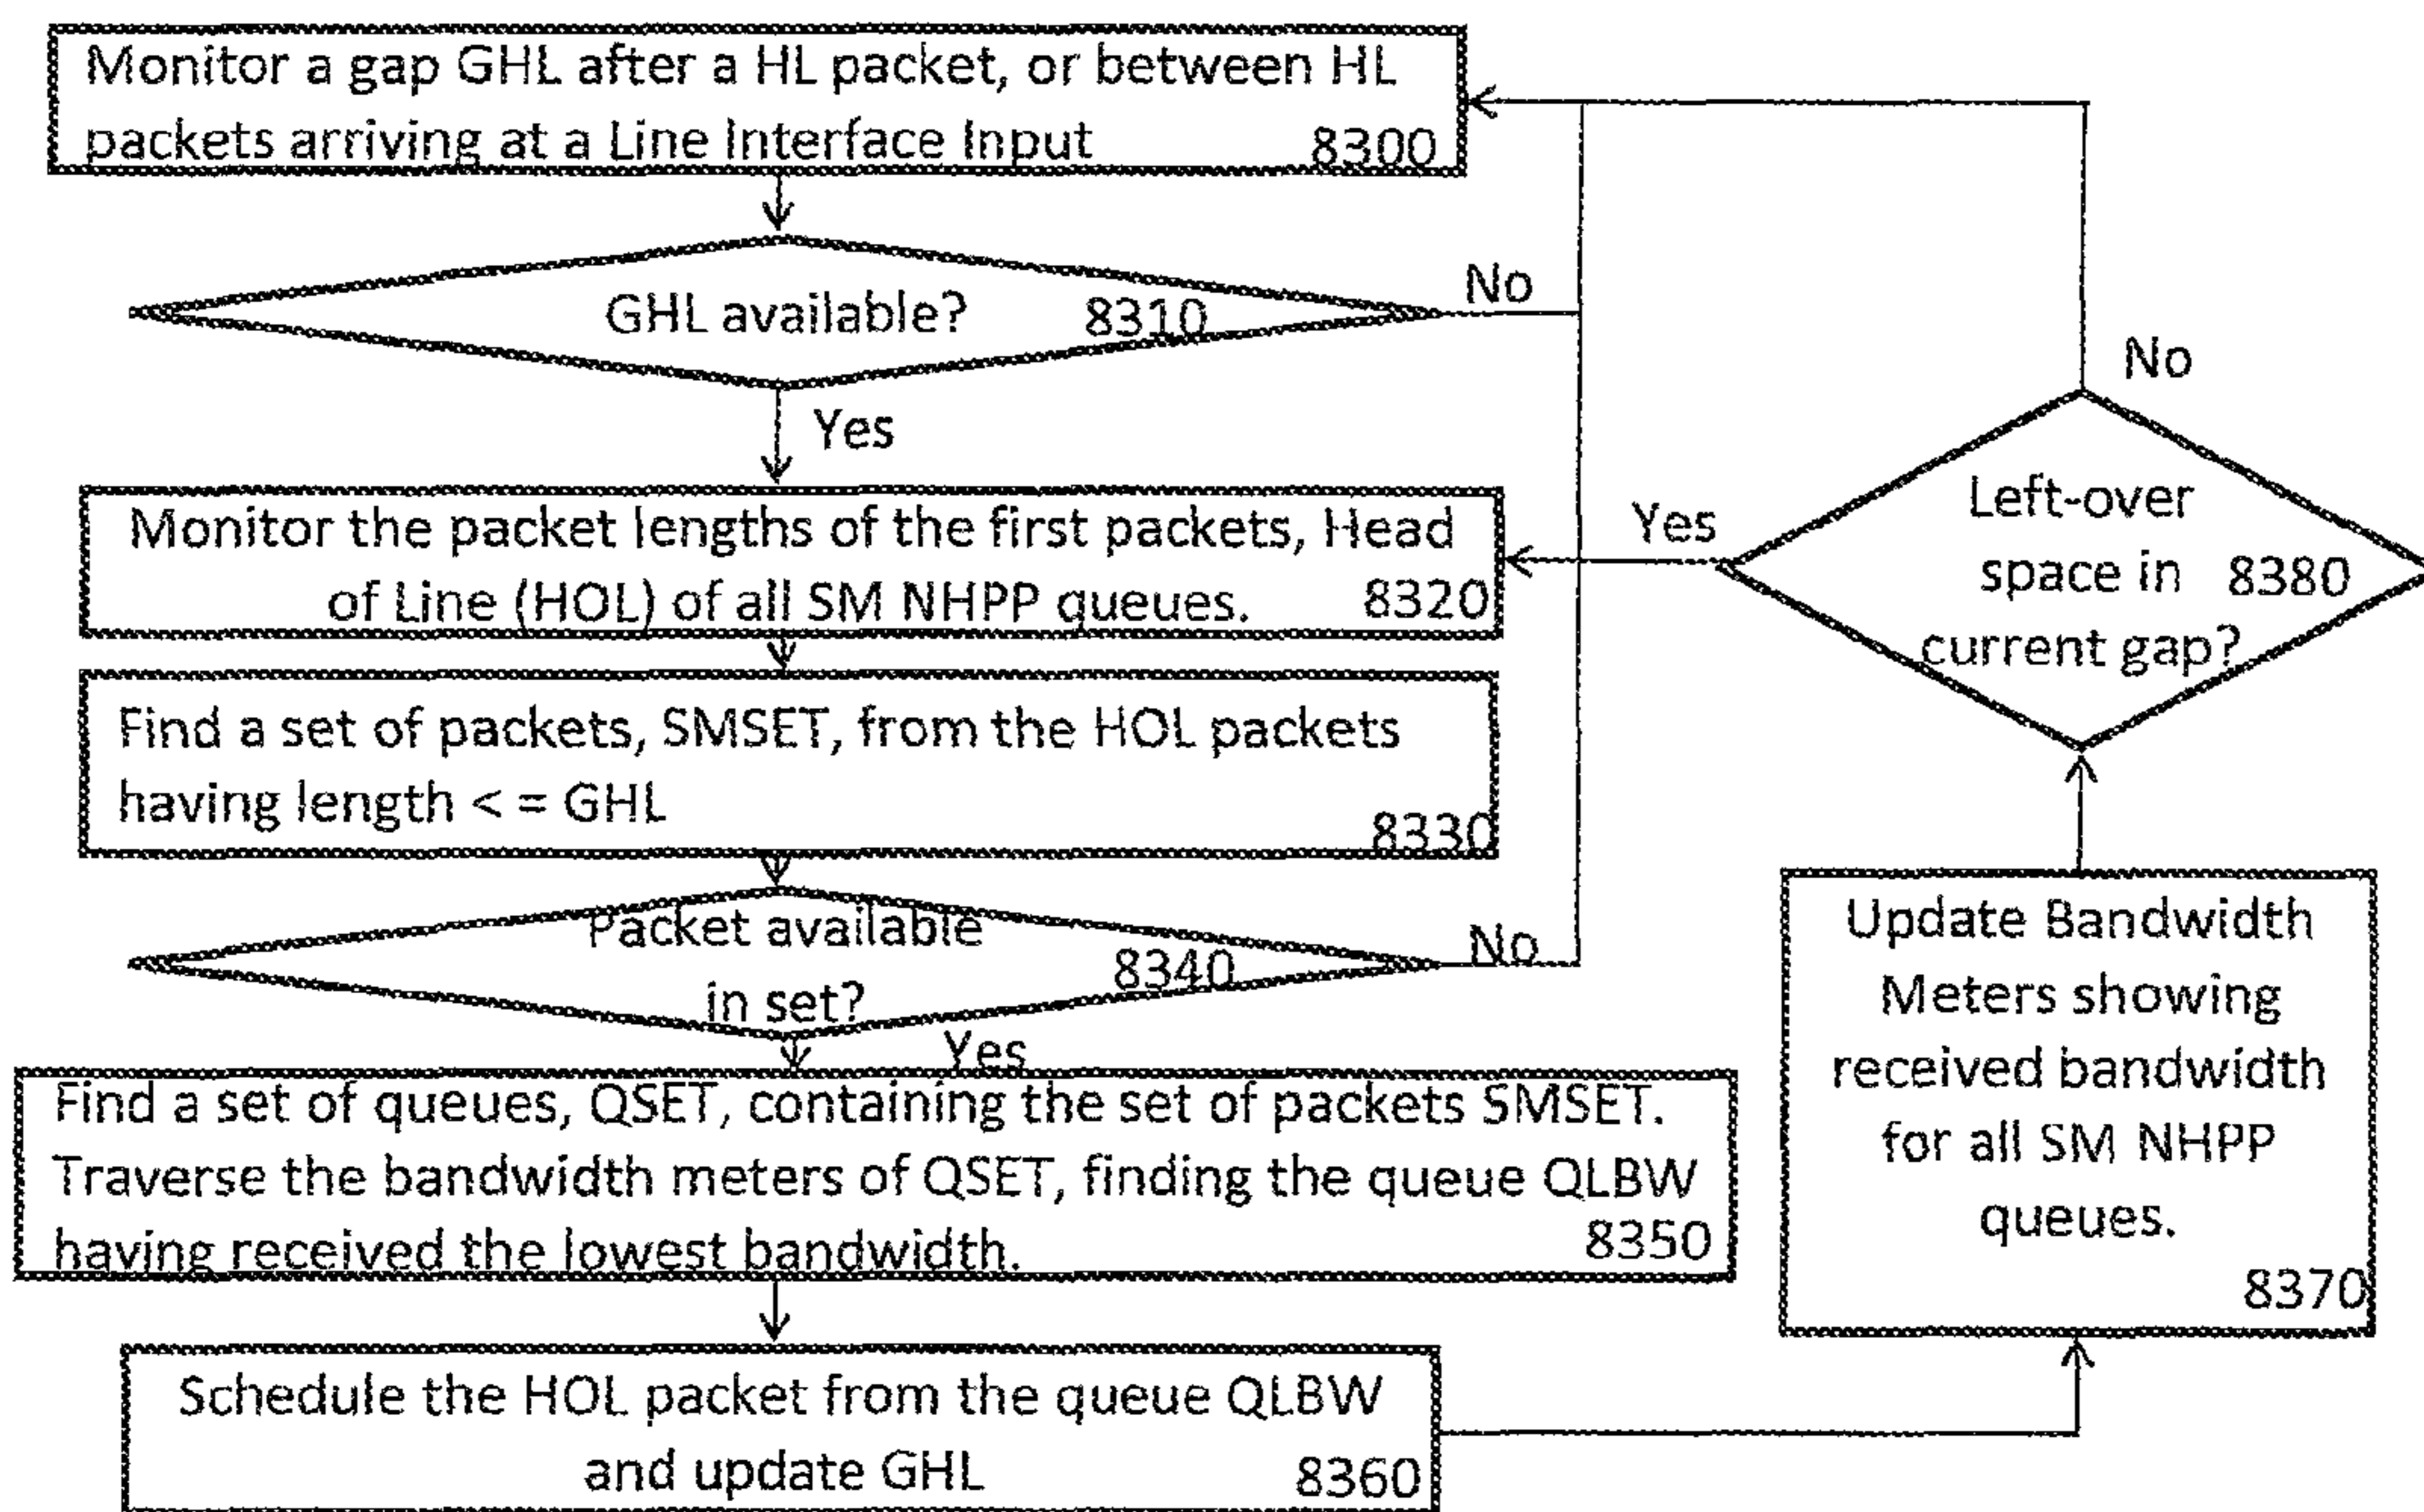 Monitor a gap GHL after a HL packet, or between HL
packets arriving at a Line Interface Input 8300
GHL available? 8310
No
Yes
Monitor the packet lengths of the first packets, Head
of Line (HOL) of all SM NHPP queues. 8320
Find a set of packets, SMSET, from the HOL packets
having length < = GHL
8330
Packet available
in set?
8340
No
Yes
Find a set of queues, QSET, containing the set of packets SMSET.
Traverse the bandwidth meters of QSET, finding the queue QLBW
having received the lowest bandwidth. 8350
Schedule the HOL packet from the queue QLBW
and update GHL 8360
Update Bandwidth
Meters showing
received bandwidth
for all SM NHPP
queues.
8370
Left-over
space in 8380
current gap?
Yes
No